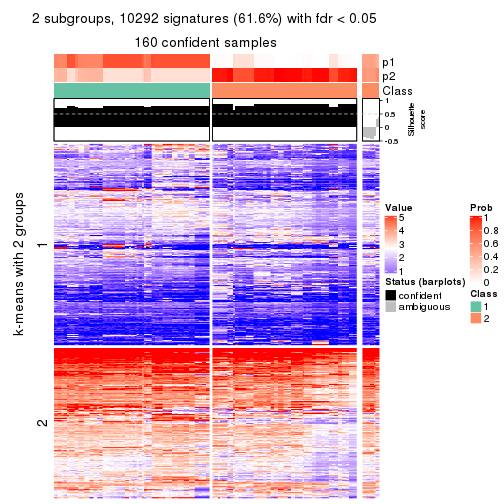 2 subgroups, 10292 signatures (61.6%) with fdr < 0.05
160 confident samples
p1
p2
Class
1
0.5
0
-0.5
Silhouette
score
k-means with 2 groups
1
2
Value
5
4
3
2
1
Status (barplots)
confident
ambiguous
Prob
1
0.8
0.6
0.4
0.2
0
Class
1
2